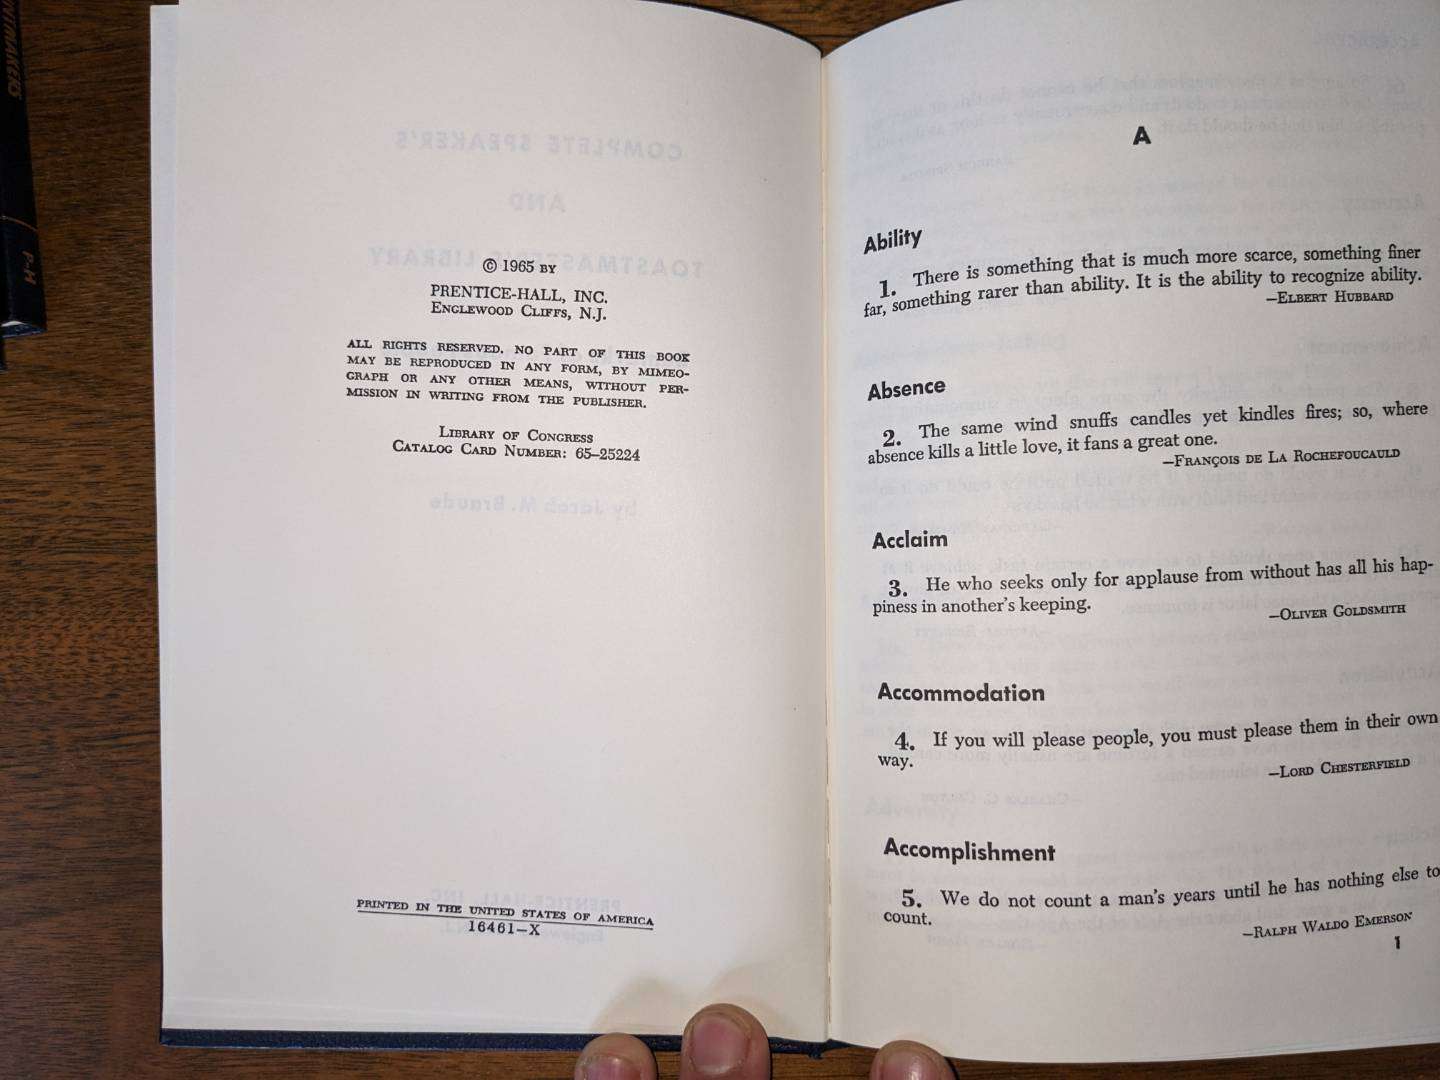 P-H
© 1965 BY
PRENTICE-HALL, INC.
ENGLEWOOD CLIFFS, N.J.
ALL RIGHTS RESERVED. NO PART OF THIS BOOK
MAY BE REPRODUCED IN ANY FORM, BY MIMEO-
GRAPH OR ANY OTHER MEANS, WITHOUT PER-
MISSION IN WRITING FROM THE PUBLISHER.
LIBRARY OF CONGRESS
CATALOG CARD NUMBER: 65–25224
PRINTED IN THE UNITED STATES OF AMERICA
16461–X
A
Ability
1. There is something that is much more scarce, something finer
far, something rarer than ability. It is the ability to recognize ability.
—ELBERT HUBBARD
Absence
2. The same wind snuffs candles yet kindles fires; so, where
absence kills a little love, it fans a great one.
—FRANÇOIS DE LA ROCHEFOUCAULD
Acclaim
3. He who seeks only for applause from without has all his hap-
piness in another's keeping.
—OLIVER GOLDSMITH
Accommodation
4. If you will please people, you must please them in their own
way.
—LORD CHESTERFIELD
Accomplishment
5. We do not count a man's years until he has nothing else to
count.
—RALPH WALDO EMERSON
1